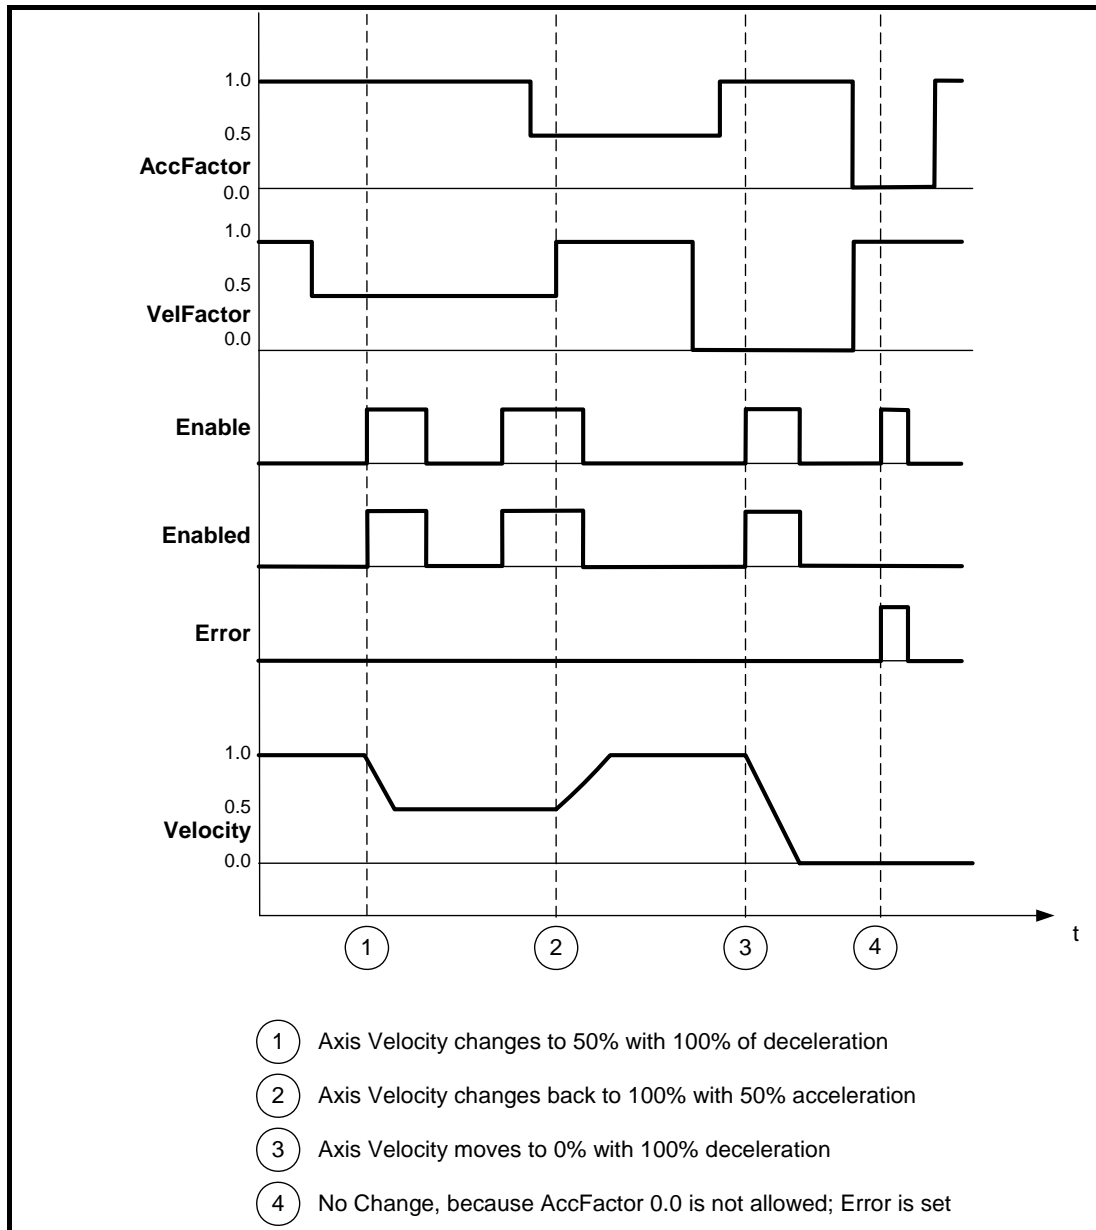 1.0
0.5
AccFactor
0.0
1.0
0.5
VelFactor
0.0
Enable
Enabled
Error
1.0
0.5
Velocity
0.0
t
1 2 3 4
1 Axis Velocity changes to 50% with 100% of deceleration
2 Axis Velocity changes back to 100% with 50% acceleration
3 Axis Velocity moves to 0% with 100% deceleration
4 No Change, because AccFactor 0.0 is not allowed; Error is set